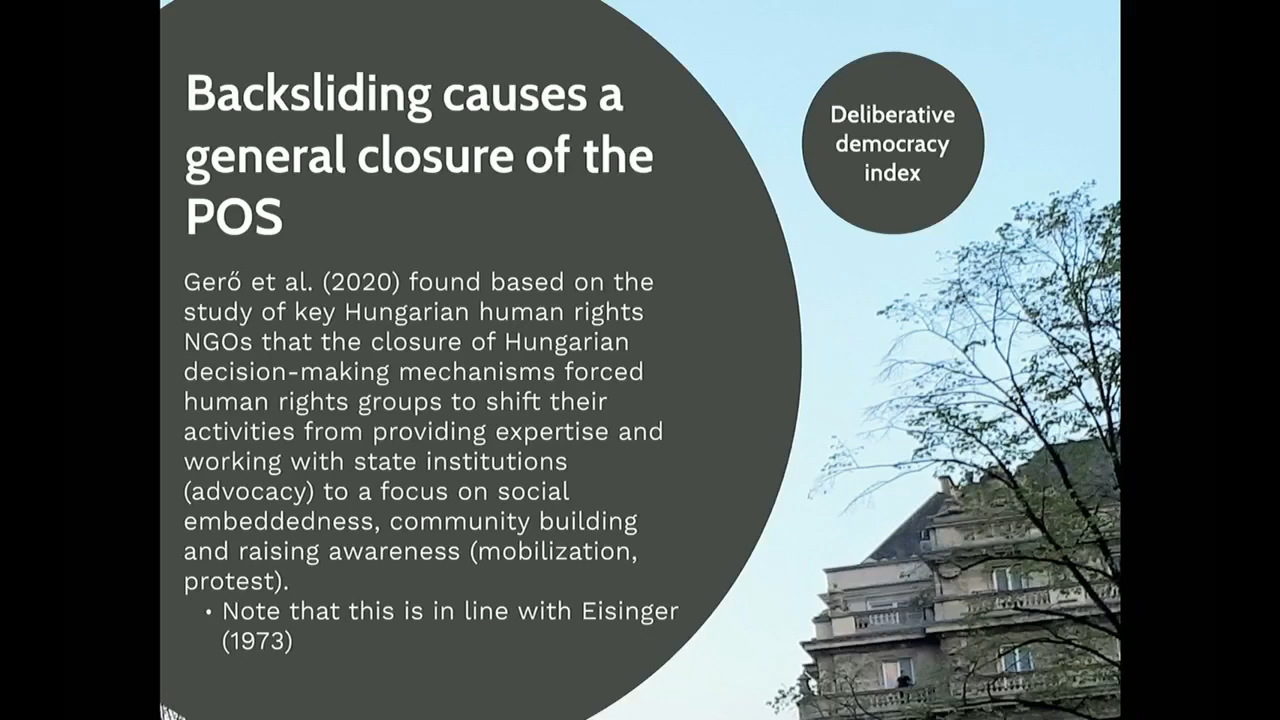 Backsliding causes a
general closure of the
POS
Gerő et al. (2020) found based on the
study of key Hungarian human rights
NGOs that the closure of Hungarian
decision-making mechanisms forced
human rights groups to shift their
activities from providing expertise and
working with state institutions
(advocacy) to a focus on social
embeddedness, community building
and raising awareness (mobilization,
protest).
• Note that this is in line with Eisinger
(1973)
Deliberative
democracy
index